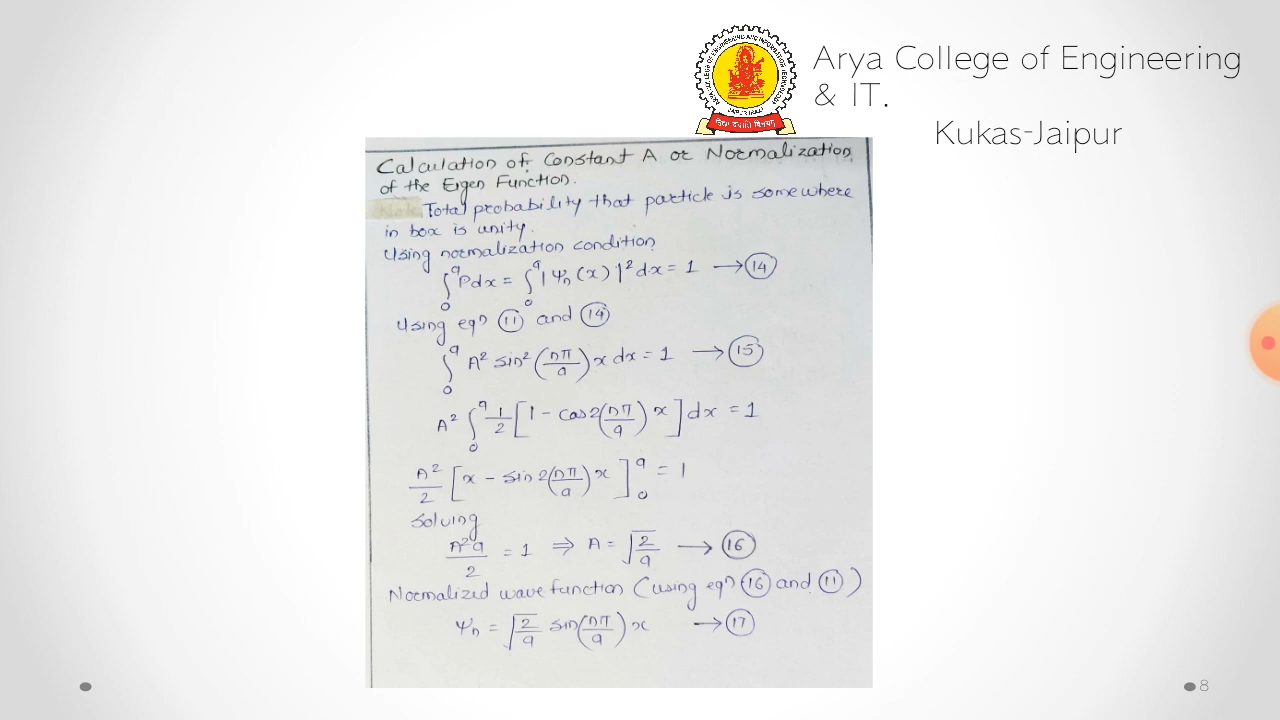 Arya College of Engineering
& IT.
Kukas-Jaipur
Calculation of Constant A or Normalization
of the Eigen Function.
Note Total probability that particle is somewhere
in box is unity.
Using normalization condition
∫₀ᵃ Pdx = ∫₀ᵃ |Ψn(x)|² dx = 1 → (14)
Using eqn (11) and (14)
∫₀ᵃ A² sin² (nπ/a) x dx = 1 → (15)
A² ∫₀ᵃ 1/2 [1 - cos 2(nπ/a) x] dx = 1
A²/2 [x - sin 2(nπ/a) x]₀ᵃ = 1
Solving
A²a/2 = 1 ⇒ A = √(2/a) → (16)
Normalized wave function (using eqn (16) and (11))
Ψn = √(2/a) sin(nπ/a) x → (17)
8